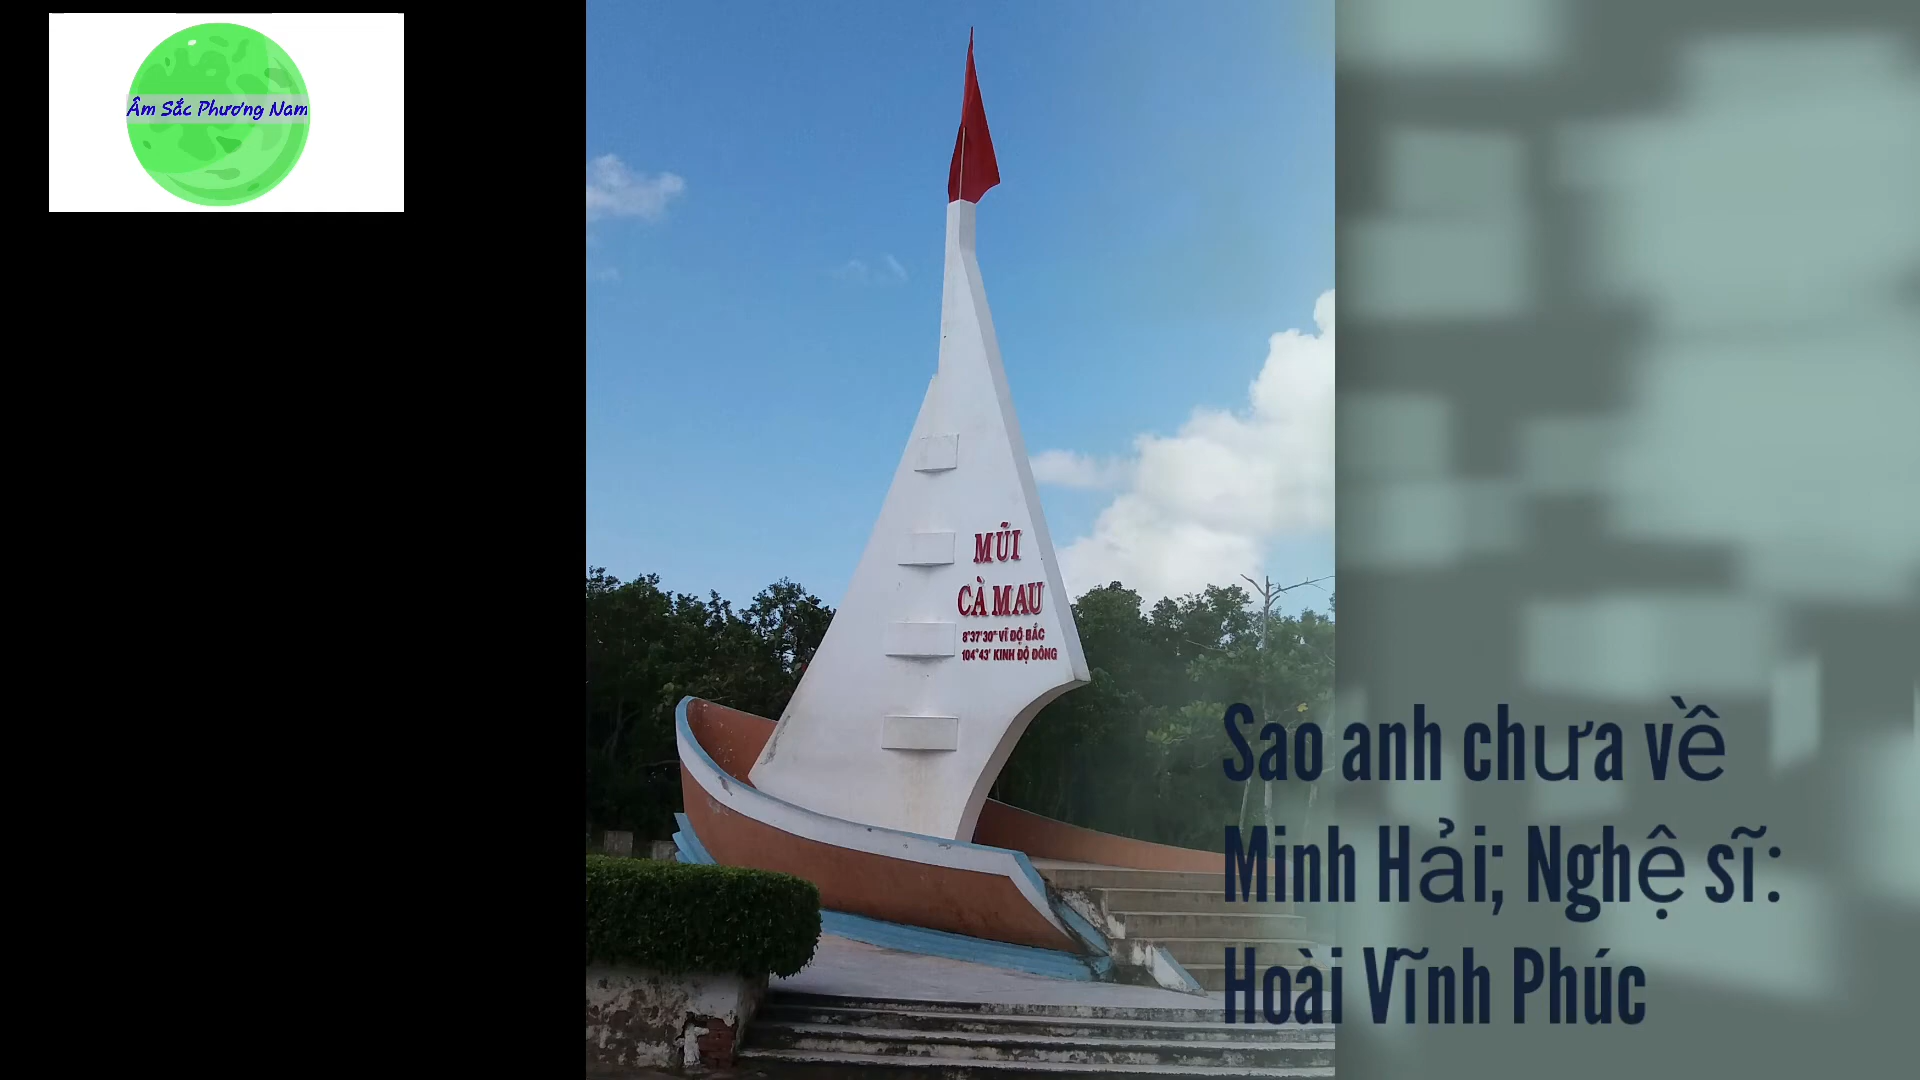 Âm Sắc Phương Nam
MŨI
CÀ MAU
8°37'30" VĨ ĐỘ BẮC
104°43' KINH ĐỘ ĐÔNG
Sao anh chưa về
Minh Hải; Nghệ sĩ:
Hoài Vĩnh Phúc